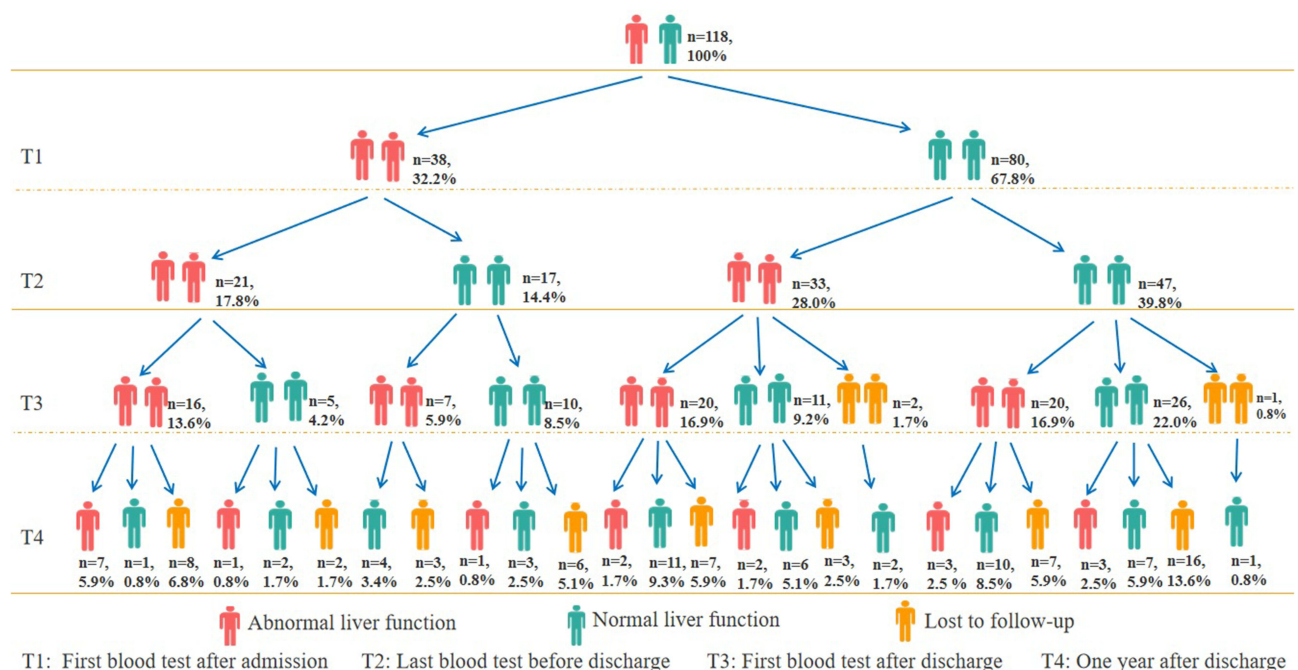 n=118,
100%
T1
n=38,
32.2%
n=80,
67.8%
T2
n=21,
17.8%
n=17,
14.4%
n=33,
28.0%
n=47,
39.8%
T3
n=16,
13.6%
n=5,
4.2%
n=7,
5.9%
n=10,
8.5%
n=20,
16.9%
n=11,
9.2%
n=2,
1.7%
n=20,
16.9%
n=26,
22.0%
n=1,
0.8%
T4
n=7,
5.9%
n=1,
0.8%
n=8,
6.8%
n=1,
0.8%
n=2,
1.7%
n=2,
1.7%
n=4,
3.4%
n=3,
2.5%
n=1,
0.8%
n=3,
2.5%
n=6,
5.1%
n=2,
1.7%
n=11,
9.3%
n=7,
5.9%
n=2,
1.7%
n=6
5.1%
n=3,
2.5%
n=2,
1.7%
n=3,
2.5 %
n=10,
8.5%
n=7,
5.9%
n=3,
2.5%
n=7,
5.9%
n=16,
13.6%
n=1,
0.8%
Abnormal liver function
Normal liver function
Lost to follow-up
T1: First blood test after admission T2: Last blood test before discharge T3: First blood test after discharge T4: One year after discharge